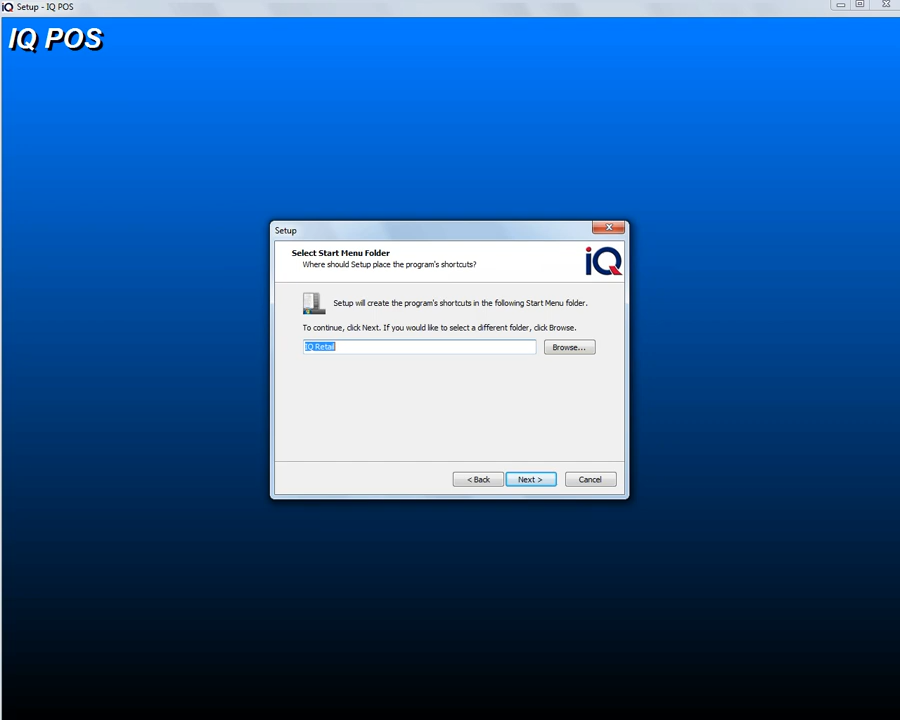 iQ Setup - IQ POS
IQ POS
Setup
Select Start Menu Folder
Where should Setup place the program's shortcuts?
iQ
Setup will create the program's shortcuts in the following Start Menu folder.
To continue, click Next. If you would like to select a different folder, click Browse.
IQ Retail
Browse...
< Back
Next >
Cancel